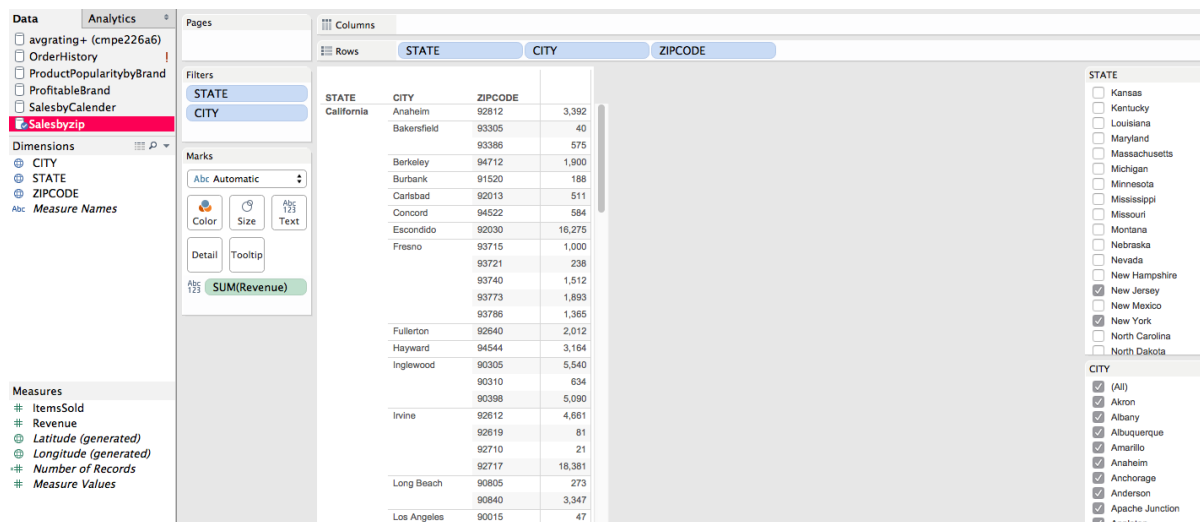 Data Analytics
avgrating+ (cmpe226a6)
OrderHistory !
ProductPopularitybyBrand
ProfitableBrand
SalesbyCalender
Salesbyzip
Dimensions
CITY
STATE
ZIPCODE
Abc Measure Names
Measures
# ItemsSold
# Revenue
Latitude (generated)
Longitude (generated)
# Number of Records
# Measure Values
Pages
Filters
STATE
CITY
Marks
Abc Automatic
Color Size Abc 123 Text
Detail Tooltip
Abc 123 SUM(Revenue)
Columns
Rows STATE CITY ZIPCODE
STATE CITY ZIPCODE
California Anaheim 92812 3,392
Bakersfield 93305 40
93386 575
Berkeley 94712 1,900
Burbank 91520 188
Carlsbad 92013 511
Concord 94522 584
Escondido 92030 16,275
Fresno 93715 1,000
93721 238
93740 1,512
93773 1,893
93786 1,365
Fullerton 92640 2,012
Hayward 94544 3,164
Inglewood 90305 5,540
90310 634
90398 5,090
Irvine 92612 4,661
92619 81
92710 21
92717 18,381
Long Beach 90805 273
90840 3,347
Los Angeles 90015 47
STATE
Kansas
Kentucky
Louisiana
Maryland
Massachusetts
Michigan
Minnesota
Mississippi
Missouri
Montana
Nebraska
Nevada
New Hampshire
New Jersey
New Mexico
New York
North Carolina
North Dakota
CITY
(All)
Akron
Albany
Albuquerque
Amarillo
Anaheim
Anchorage
Anderson
Apache Junction